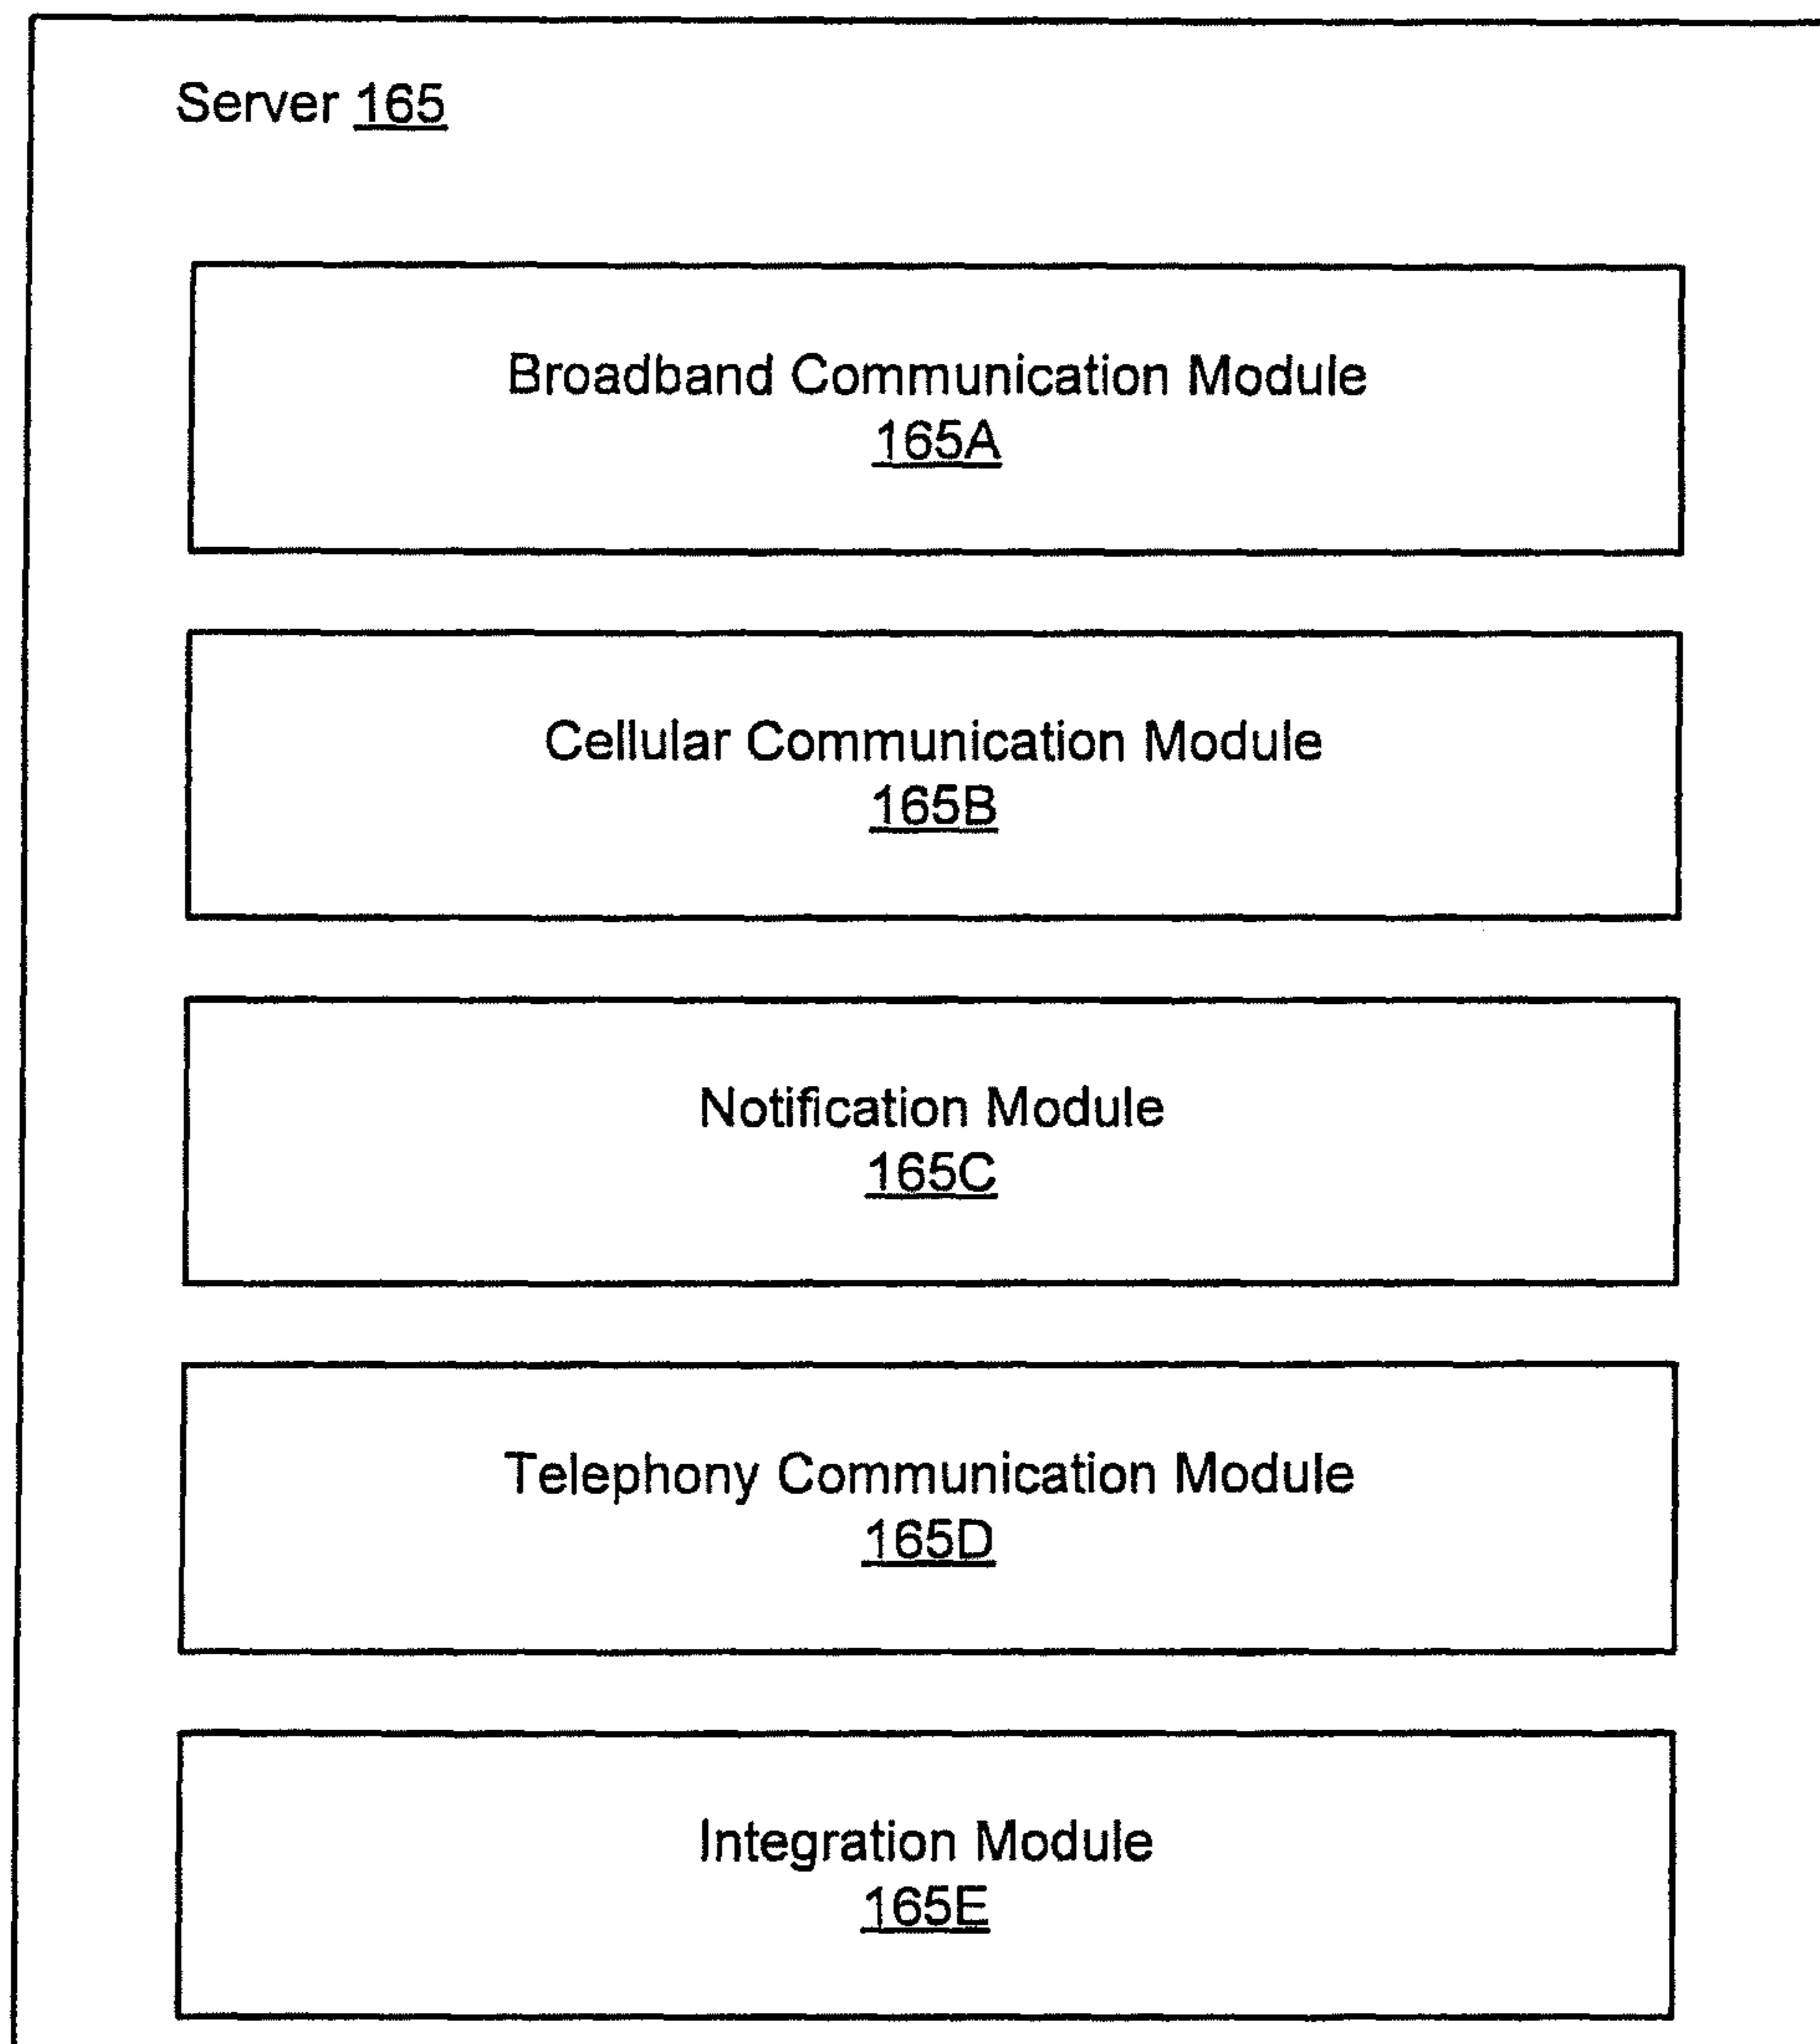 Server 165
Broadband Communication Module
165A
Cellular Communication Module
165B
Notification Module
165C
Telephony Communication Module
165D
Integration Module
165E